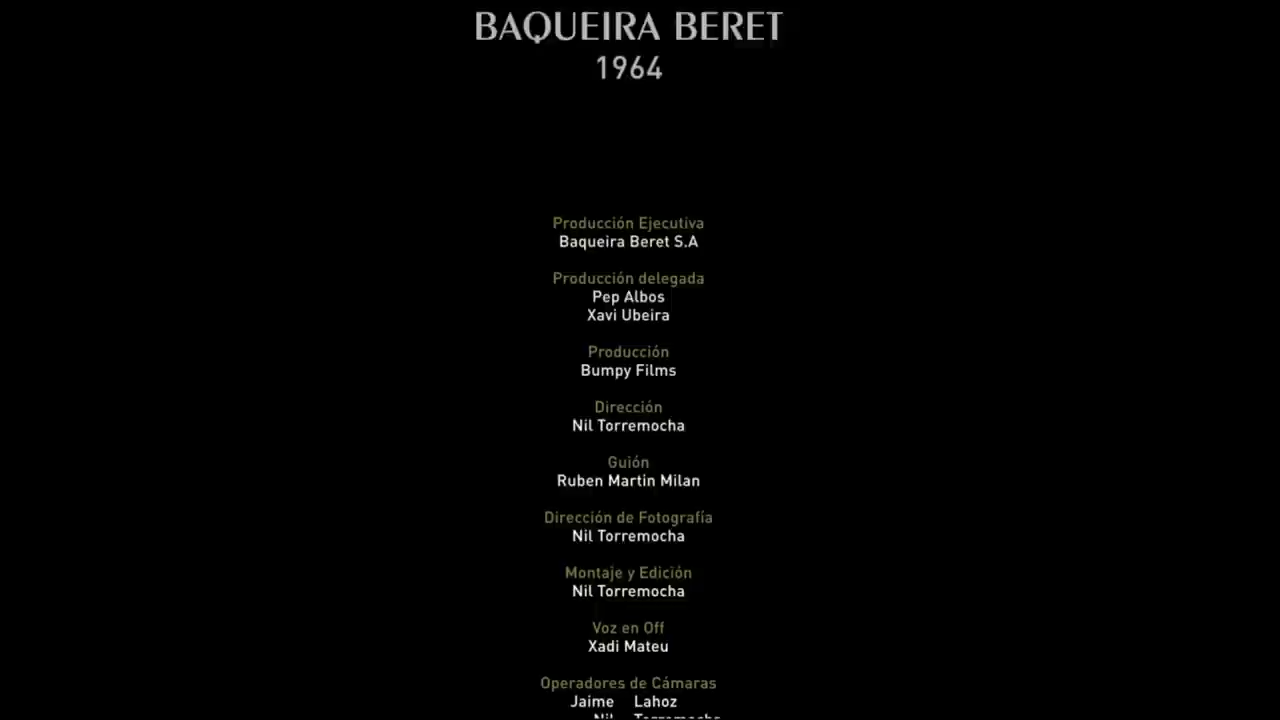 BAQUEIRA BERET
1964
Producción Ejecutiva
Baqueira Beret S.A
Producción delegada
Pep Albos
Xavi Ubeira
Producción
Bumpy Films
Dirección
Nil Torremocha
Guión
Ruben Martin Milan
Dirección de Fotografía
Nil Torremocha
Montaje y Edición
Nil Torremocha
Voz en Off
Xadi Mateu
Operadores de Cámaras
Jaime Lahoz
Nil Torremocha